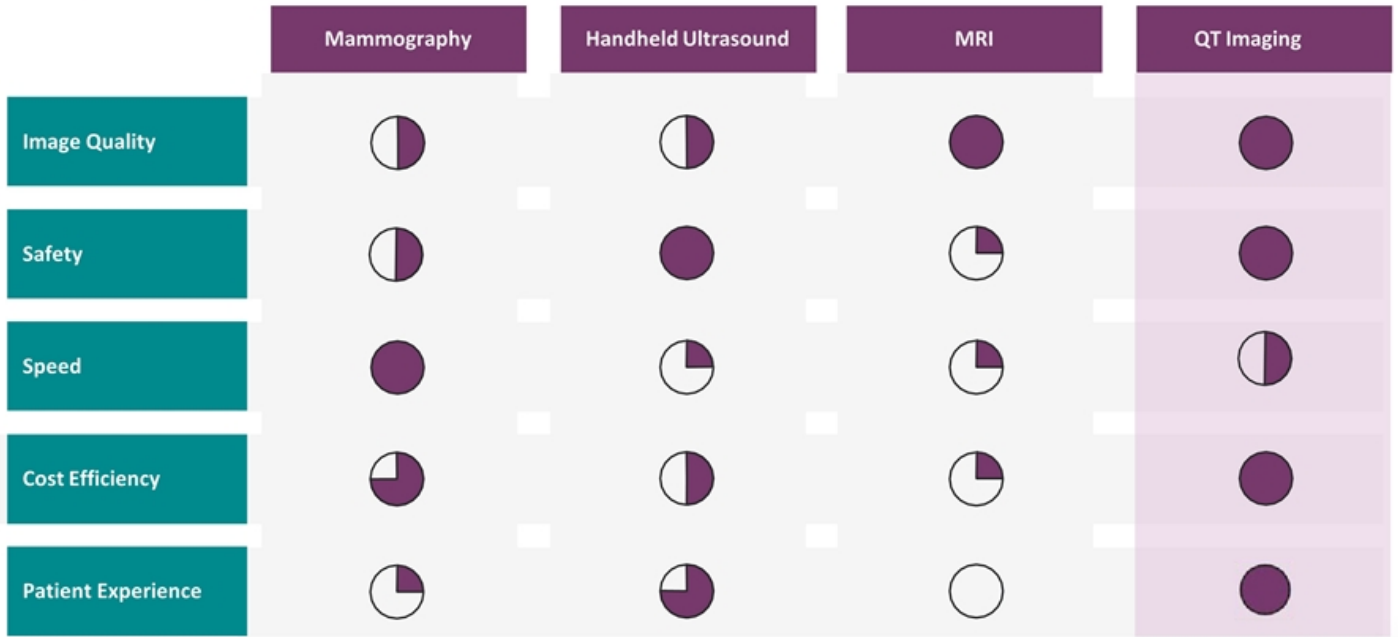 Mammography
Handheld Ultrasound
MRI
QT Imaging
Image Quality
Safety
Speed
Cost Efficiency
Patient Experience